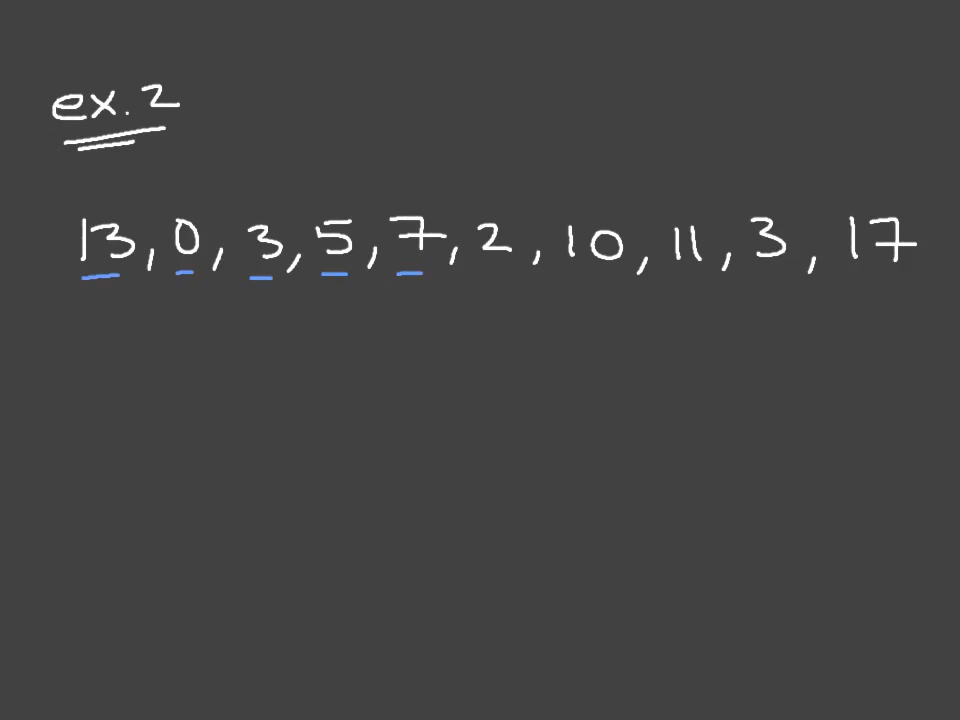 ex.2
13, 0, 3, 5, 7, 2, 10, 11, 3, 17